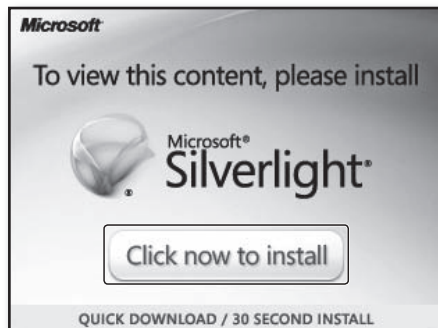 Microsoft
To view this content, please install
Microsoft®
Silverlight®
®
Click now to install
QUICK DOWNLOAD / 30 SECOND INSTALL